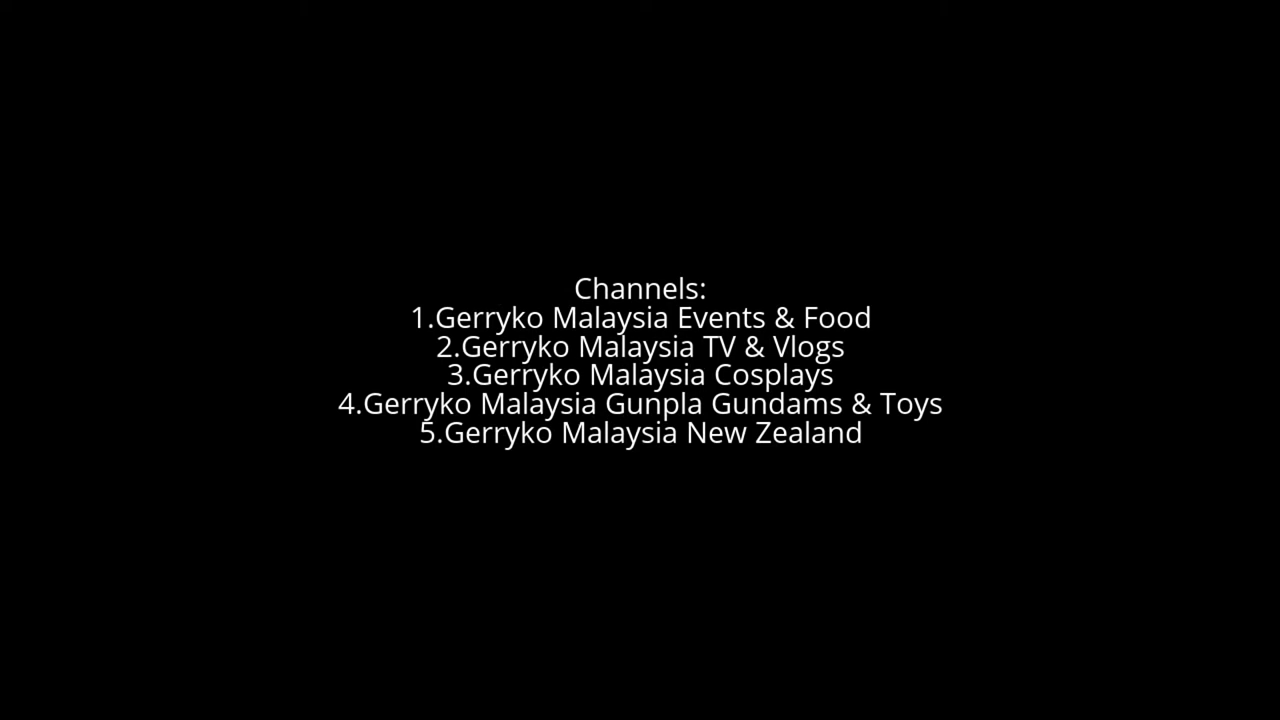 Channels:
1.Gerryko Malaysia Events & Food
2.Gerryko Malaysia TV & Vlogs
3.Gerryko Malaysia Cosplays
4.Gerryko Malaysia Gunpla Gundams & Toys
5.Gerryko Malaysia New Zealand